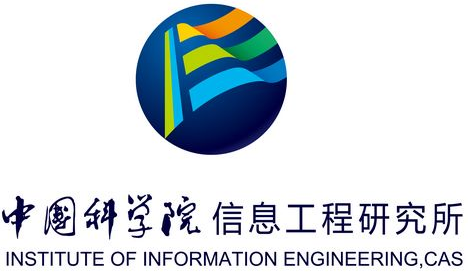 中国科学院 信息工程研究所
INSTITUTE OF INFORMATION ENGINEERING,CAS